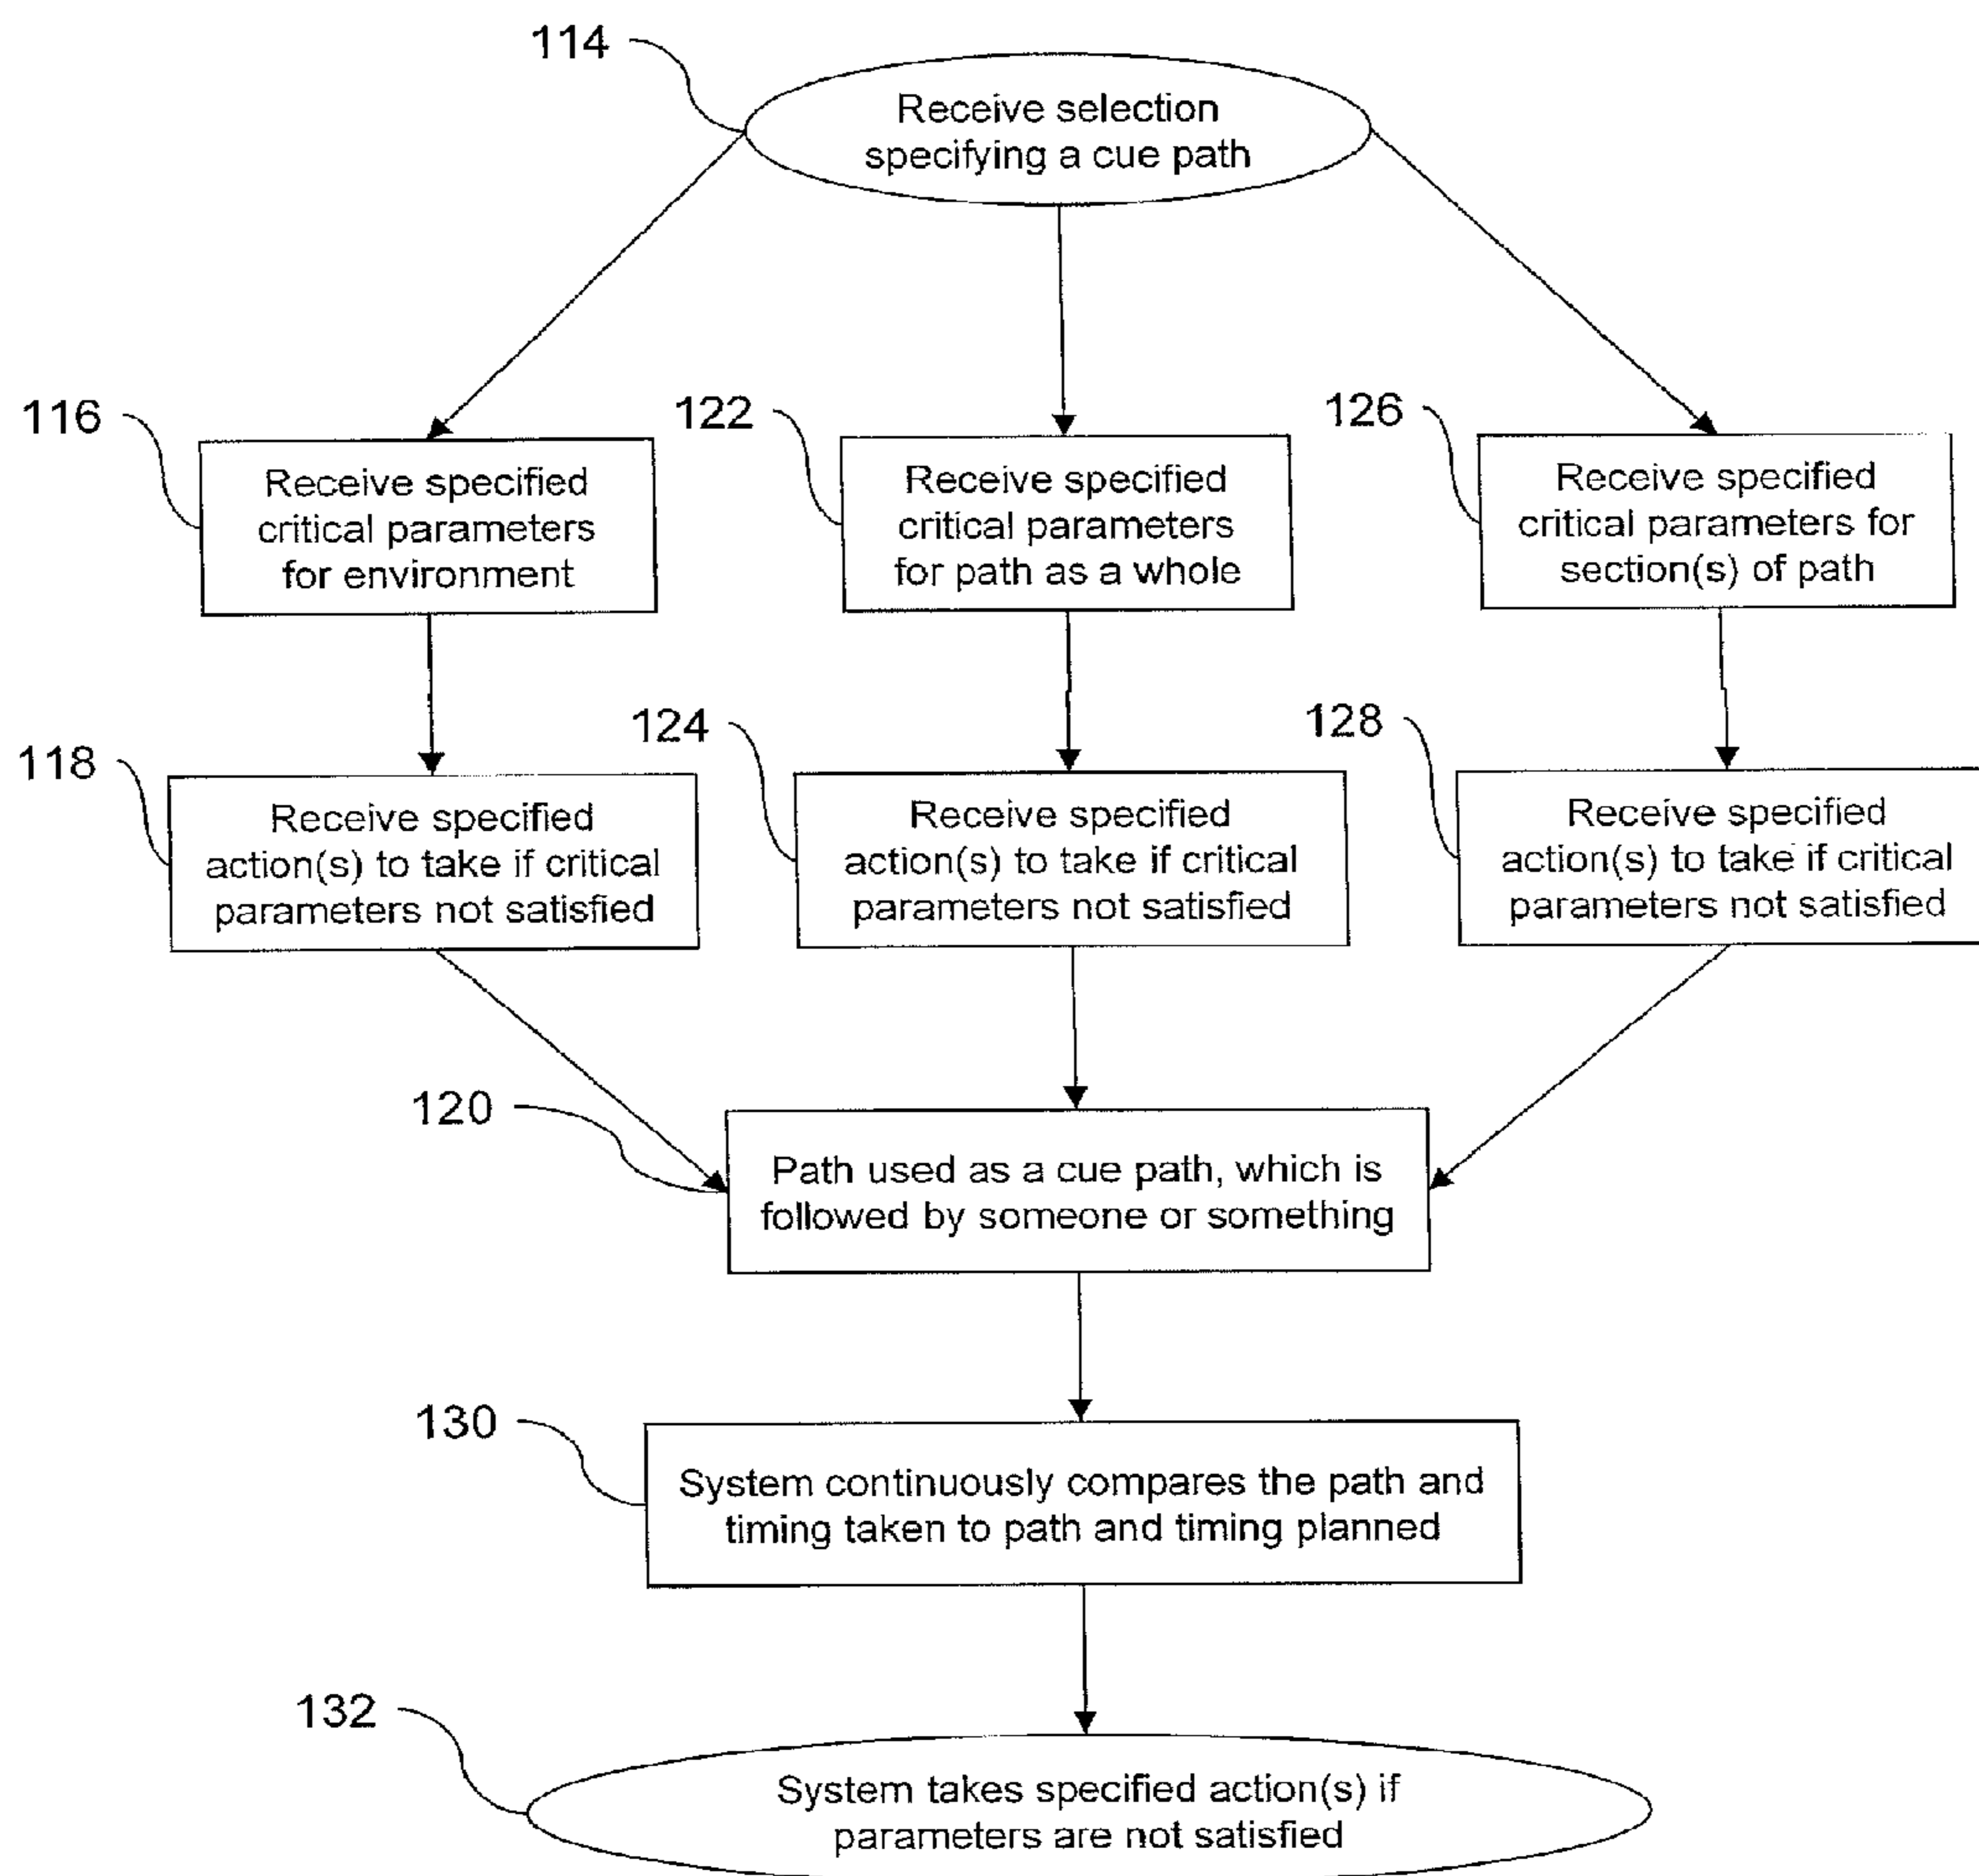 114
Receive selection
specifying a cue path
116
Receive specified
critical parameters
for environment
122
Receive specified
critical parameters
for path as a whole
126
Receive specified
critical parameters for
section(s) of path
118
Receive specified
action(s) to take if critical
parameters not satisfied
124
Receive specified
action(s) to take if critical
parameters not satisfied
128
Receive specified
action(s) to take if critical
parameters not satisfied
120
Path used as a cue path, which is
followed by someone or something
130
System continuously compares the path and
timing taken to path and timing planned
132
System takes specified action(s) if
parameters are not satisfied